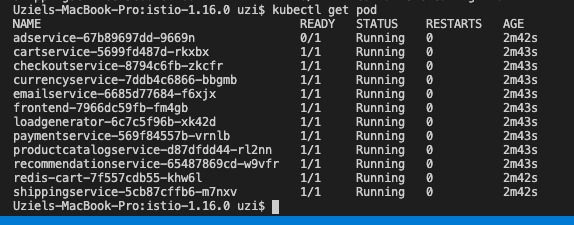 Uziels-MacBook-Pro:istio-1.16.0 uzi$ kubectl get pod
NAME READY STATUS RESTARTS AGE
adservice-67b89697dd-9669n 0/1 Running 0 2m42s
cartservice-5699fd487d-rkxbx 1/1 Running 0 2m43s
checkoutservice-8794c6fb-zkcfr 1/1 Running 0 2m43s
currencyservice-7ddb4c6866-bbgmb 1/1 Running 0 2m42s
emailservice-6685d77684-f6xjx 1/1 Running 0 2m43s
frontend-7966dc59fb-fm4gb 1/1 Running 0 2m43s
loadgenerator-6c7c5f96b-xk42d 1/1 Running 0 2m43s
paymentservice-569f84557b-vrnlb 1/1 Running 0 2m43s
productcatalogservice-d87dfdd44-rl2nn 1/1 Running 0 2m43s
recommendationservice-65487869cd-w9vfr 1/1 Running 0 2m43s
redis-cart-7f557cdb55-khw6l 1/1 Running 0 2m42s
shippingservice-5cb87cffb6-m7nxv 1/1 Running 0 2m42s
Uziels-MacBook-Pro:istio-1.16.0 uzi$